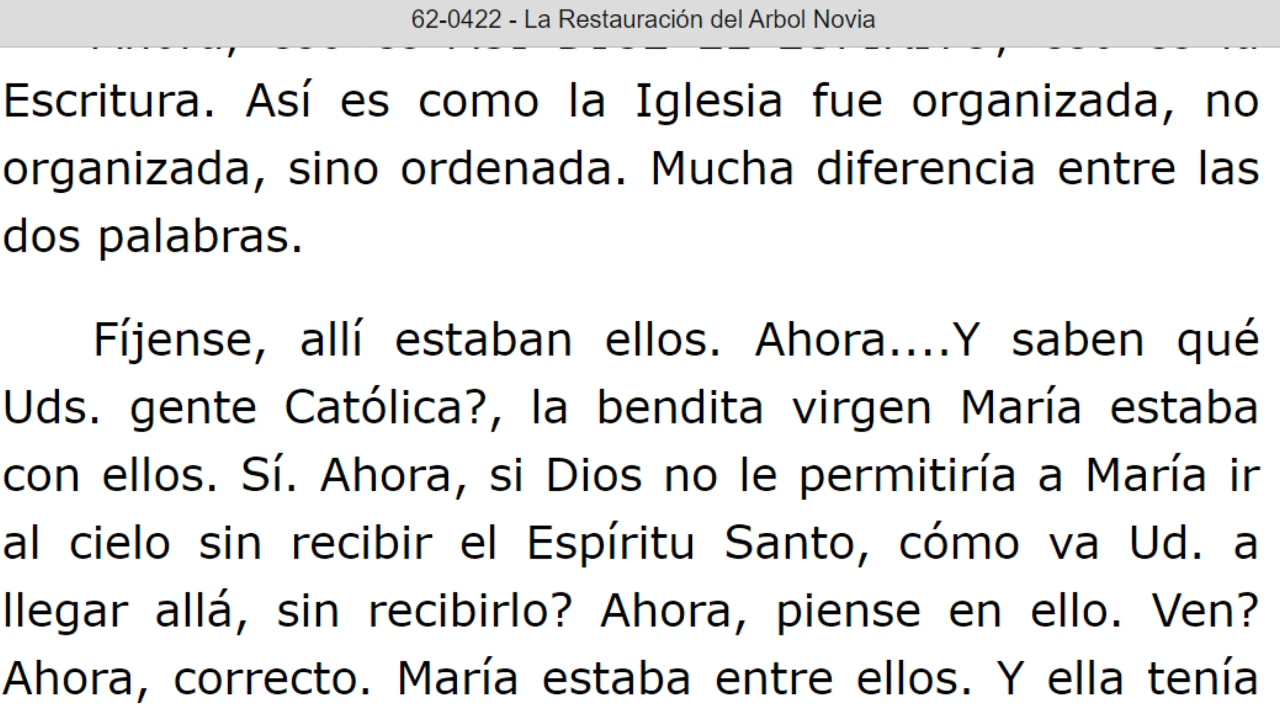 62-0422 - La Restauración del Arbol Novia
Escritura. Así es como la Iglesia fue organizada, no
organizada, sino ordenada. Mucha diferencia entre las
dos palabras.
Fíjense, allí estaban ellos. Ahora....Y saben qué
Uds. gente Católica?, la bendita virgen María estaba
con ellos. Sí. Ahora, si Dios no le permitiría a María ir
al cielo sin recibir el Espíritu Santo, cómo va Ud. a
llegar allá, sin recibirlo? Ahora, piense en ello. Ven?
Ahora, correcto. María estaba entre ellos. Y ella tenía